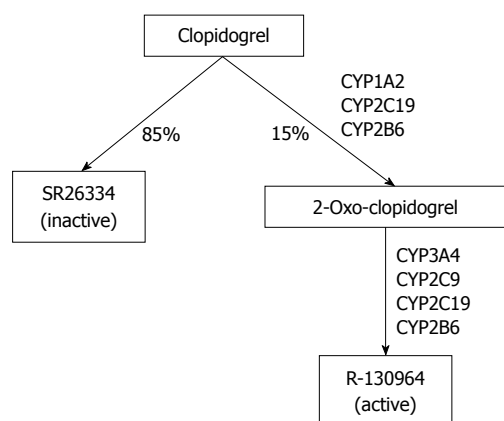 Clopidogrel
CYP1A2
CYP2C19
CYP2B6
85%
15%
SR26334
(inactive)
2-Oxo-clopidogrel
CYP3A4
CYP2C9
CYP2C19
CYP2B6
R-130964
(active)